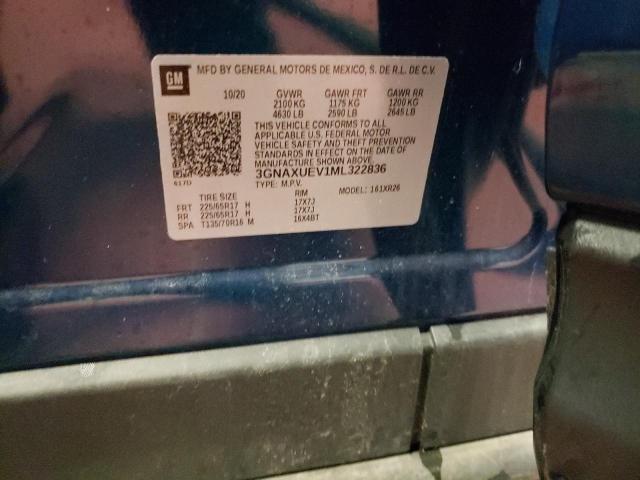 GM MFD BY GENERAL MOTORS DE MEXICO, S. DE R.L. DE C.V.
10/20 GVWR GAWR FRT GAWR RR
2100 KG 1175 KG 1200 KG
4630 LB 2590 LB 2645 LB
THIS VEHICLE CONFORMS TO ALL
APPLICABLE U.S. FEDERAL MOTOR
VEHICLE SAFETY AND THEFT PREVENTION
STANDARDS IN EFFECT ON THE DATE OF
MANUFACTURE SHOWN ABOVE.
3GNAXUEV1ML322836
617D TYPE: M.P.V. MODEL: 161XR26
TIRE SIZE RIM
FRT 225/65R17 H 17X7J
RR 225/65R17 H 17X7J
SPA T135/70R16 M 16X4BT